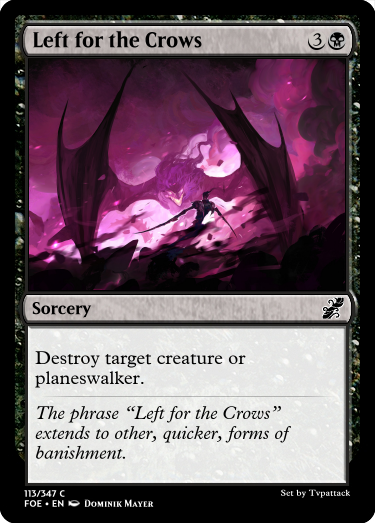 Left for the Crows 3
Sorcery
Destroy target creature or
planeswalker.
The phrase “Left for the Crows”
extends to other, quicker, forms of
banishment.
113/347 C
FOE • EN Dominik Mayer
Set by Tvpattack